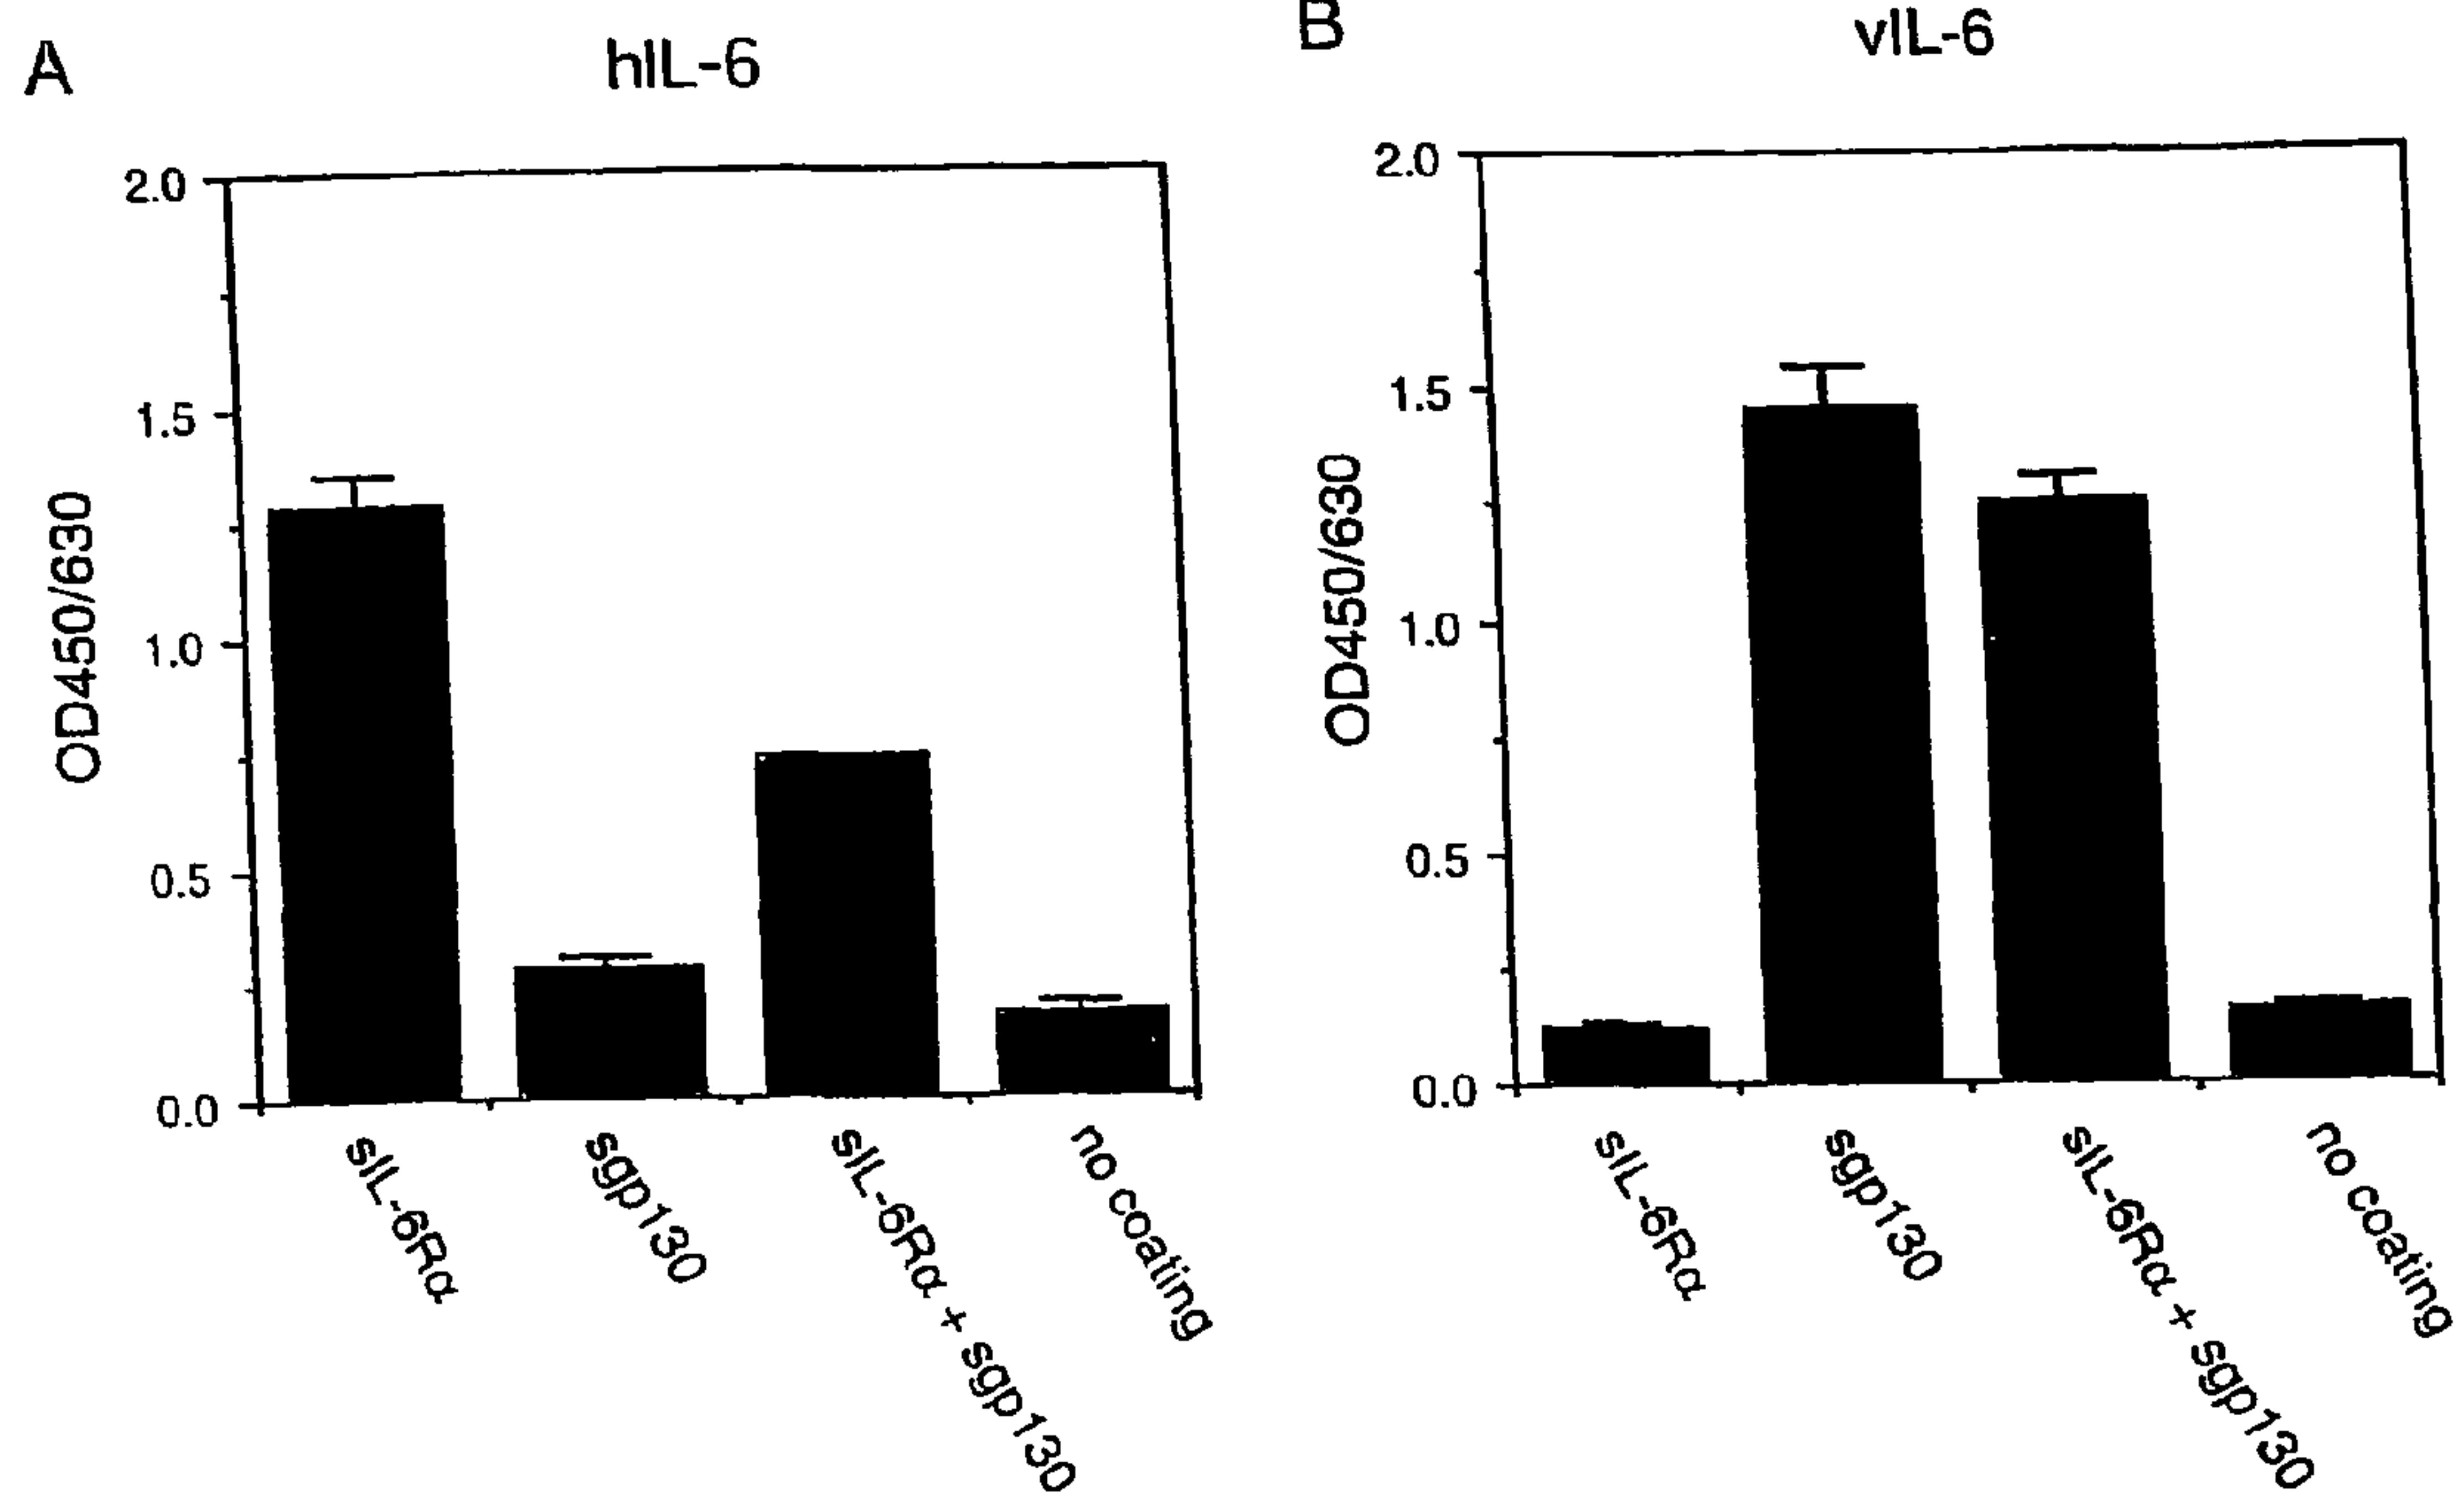 A
hIL-6
2.0
1.5
1.0
0.5
0.0
OD450/630
sIL-6Rα
sgp130
sIL-6Rα + sgp130
no coating
B
vIL-6
2.0
1.5
1.0
0.5
0.0
OD450/630
sIL-6Rα
sgp130
sIL-6Rα + sgp130
no coating